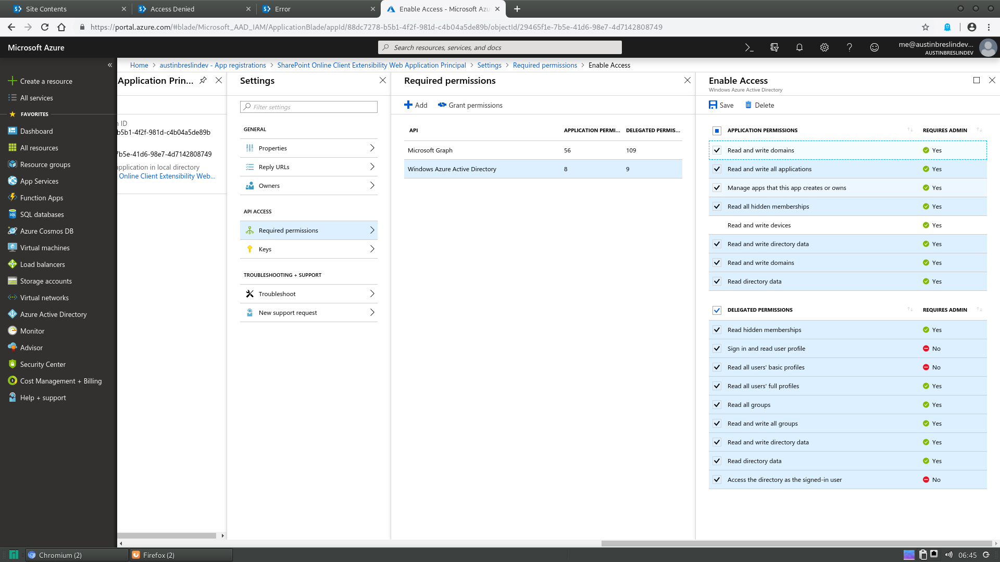 Site Contents
Access Denied
Error
Enable Access - Microsoft Azu
https://portal.azure.com/#blade/Microsoft_AAD_IAM/ApplicationBlade/appId/88dc7278-b5b1-4f2f-981d-c4b04a5de89b/objectId/29465f1e-7b5e-41d6-98e7-4d7142808749
Microsoft Azure
Search resources, services, and docs
me@austinbreslindev...
AUSTINBRESLINDEV
Home > austinbreslindev - App registrations > SharePoint Online Client Extensibility Web Application Principal > Settings > Required permissions > Enable Access
Create a resource
All services
FAVORITES
Dashboard
All resources
Resource groups
App Services
Function Apps
SQL databases
Azure Cosmos DB
Virtual machines
Load balancers
Storage accounts
Virtual networks
Azure Active Directory
Monitor
Advisor
Security Center
Cost Management + Billing
Help + support
Application Prin...
n ID
b5b1-4f2f-981d-c4b04a5de89b
7b5e-41d6-98e7-4d7142808749
application in local directory
Online Client Extensibility Web...
Settings
Filter settings
GENERAL
Properties
Reply URLs
Owners
API ACCESS
Required permissions
Keys
TROUBLESHOOTING + SUPPORT
Troubleshoot
New support request
Required permissions
Add Grant permissions
API APPLICATION PERMI... DELEGATED PERMIS...
Microsoft Graph 56 109
Windows Azure Active Directory 8 9
Enable Access
Windows Azure Active Directory
Save Delete
APPLICATION PERMISSIONS REQUIRES ADMIN
Read and write domains Yes
Read and write all applications Yes
Manage apps that this app creates or owns Yes
Read all hidden memberships Yes
Read and write devices Yes
Read and write directory data Yes
Read and write domains Yes
Read directory data Yes
DELEGATED PERMISSIONS REQUIRES ADMIN
Read hidden memberships Yes
Sign in and read user profile No
Read all users' basic profiles No
Read all users' full profiles Yes
Read all groups Yes
Read and write all groups Yes
Read and write directory data Yes
Read directory data Yes
Access the directory as the signed-in user No
Chromium (2)
Firefox (2)
06:45